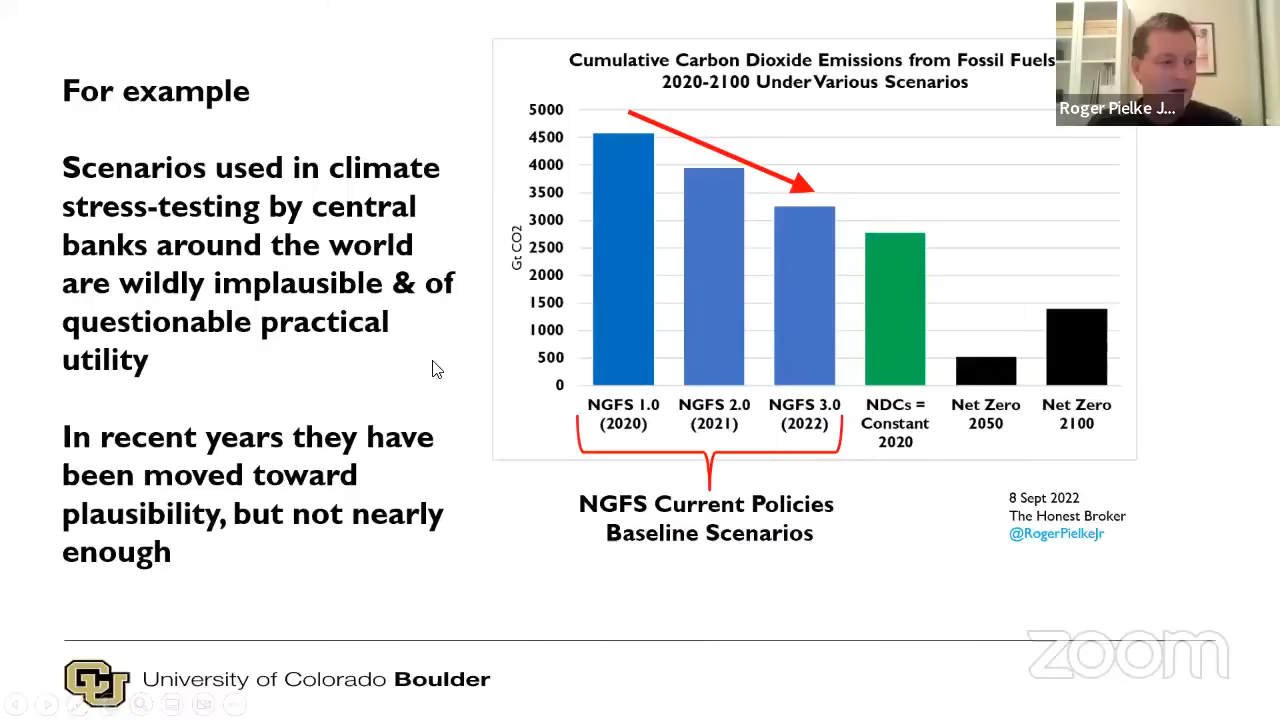 For example
Scenarios used in climate
stress-testing by central
banks around the world
are wildly implausible & of
questionable practical
utility
In recent years they have
been moved toward
plausibility, but not nearly
enough
Cumulative Carbon Dioxide Emissions from Fossil Fuels
2020-2100 Under Various Scenarios
Gt CO2
5000
4500
4000
3500
3000
2500
2000
1500
1000
500
0
NGFS 1.0
(2020)
NGFS 2.0
(2021)
NGFS 3.0
(2022)
NDCs =
Constant
2020
Net Zero
2050
Net Zero
2100
NGFS Current Policies
Baseline Scenarios
8 Sept 2022
The Honest Broker
@RogerPielkeJr
Roger Pielke J...
CU
University of Colorado Boulder
zoom